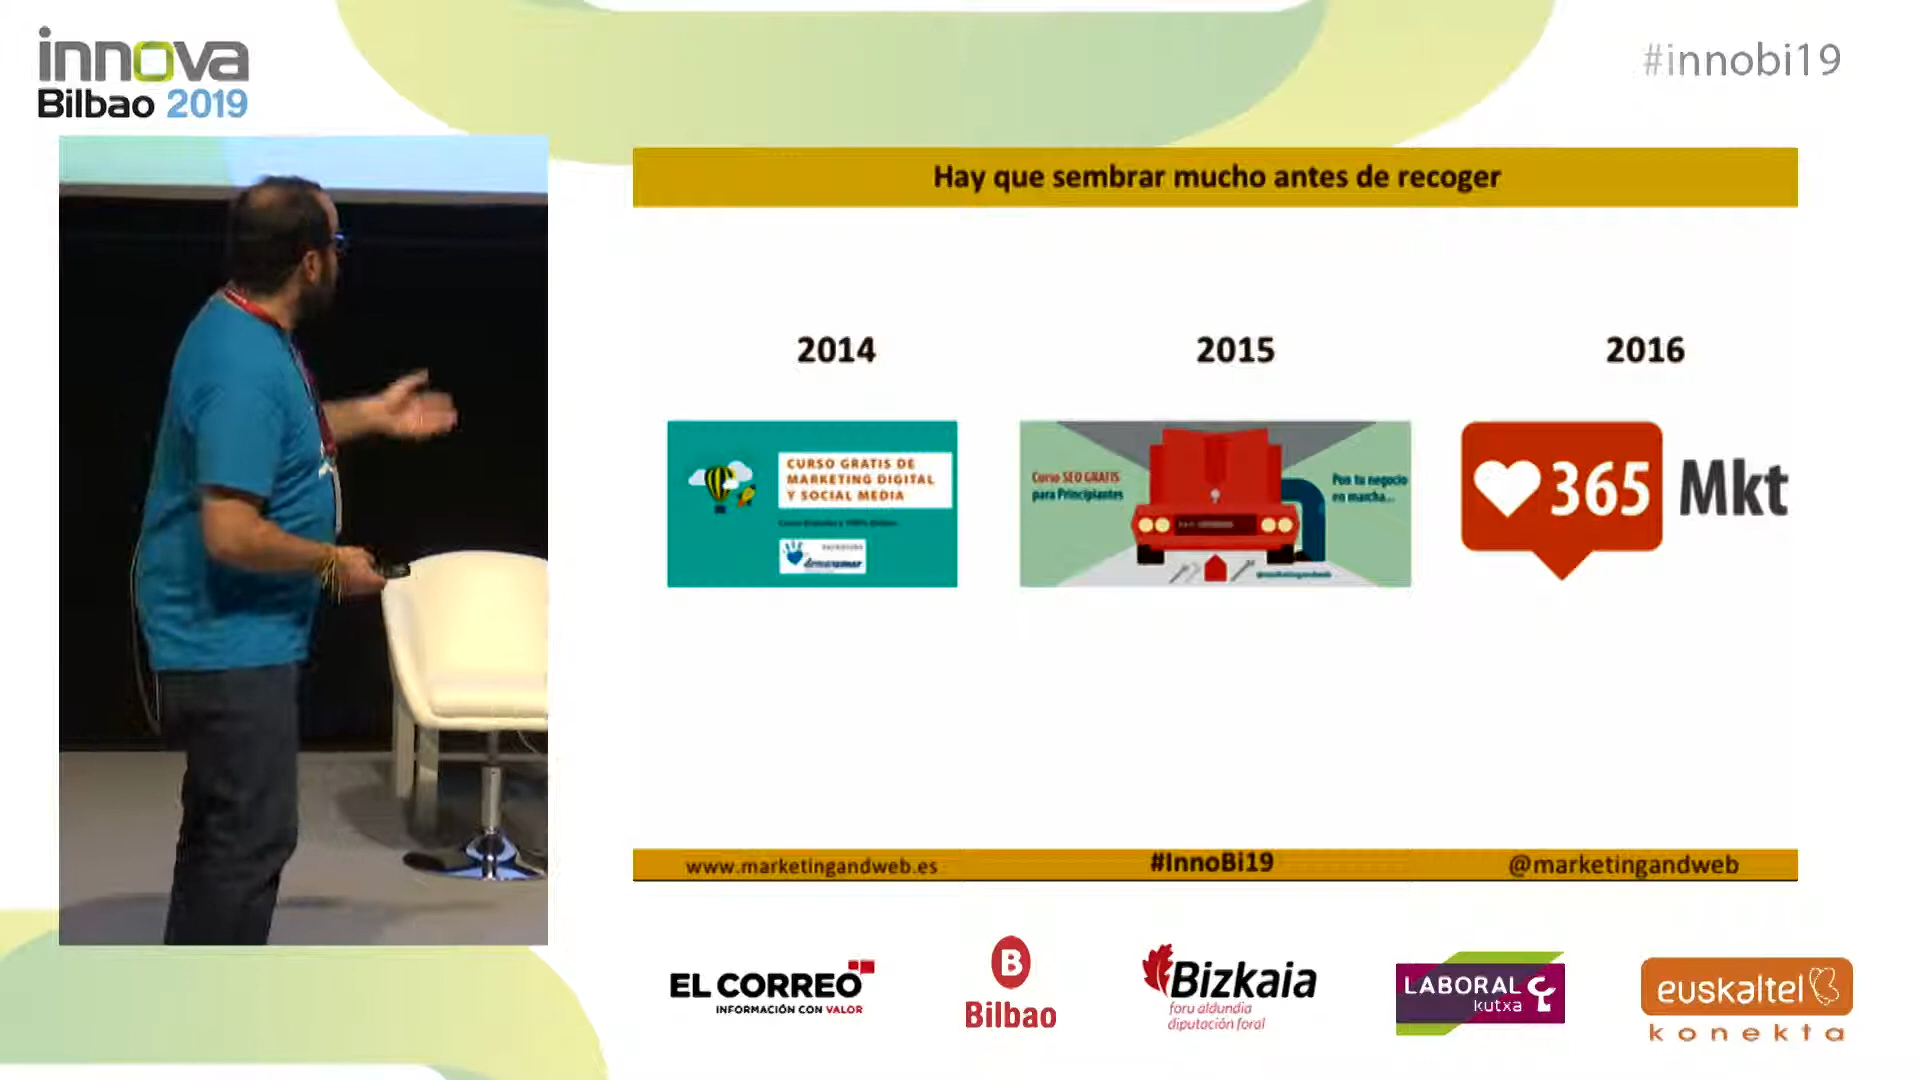 innova
Bilbao 2019
#innobi19
Hay que sembrar mucho antes de recoger
2014
2015
2016
CURSO GRATIS DE
MARKETING DIGITAL
Y SOCIAL MEDIA
Curso SEO GRATIS
para Principiantes
Pon tu negocio
en marcha...
@marketingandweb
365 Mkt
www.marketingandweb.es
#InnoBi19
@marketingandweb
EL CORREO
INFORMACIÓN CON VALOR
B
Bilbao
Bizkaia
foru aldundia
diputación foral
LABORAL
kutxa
euskaltel
konekta